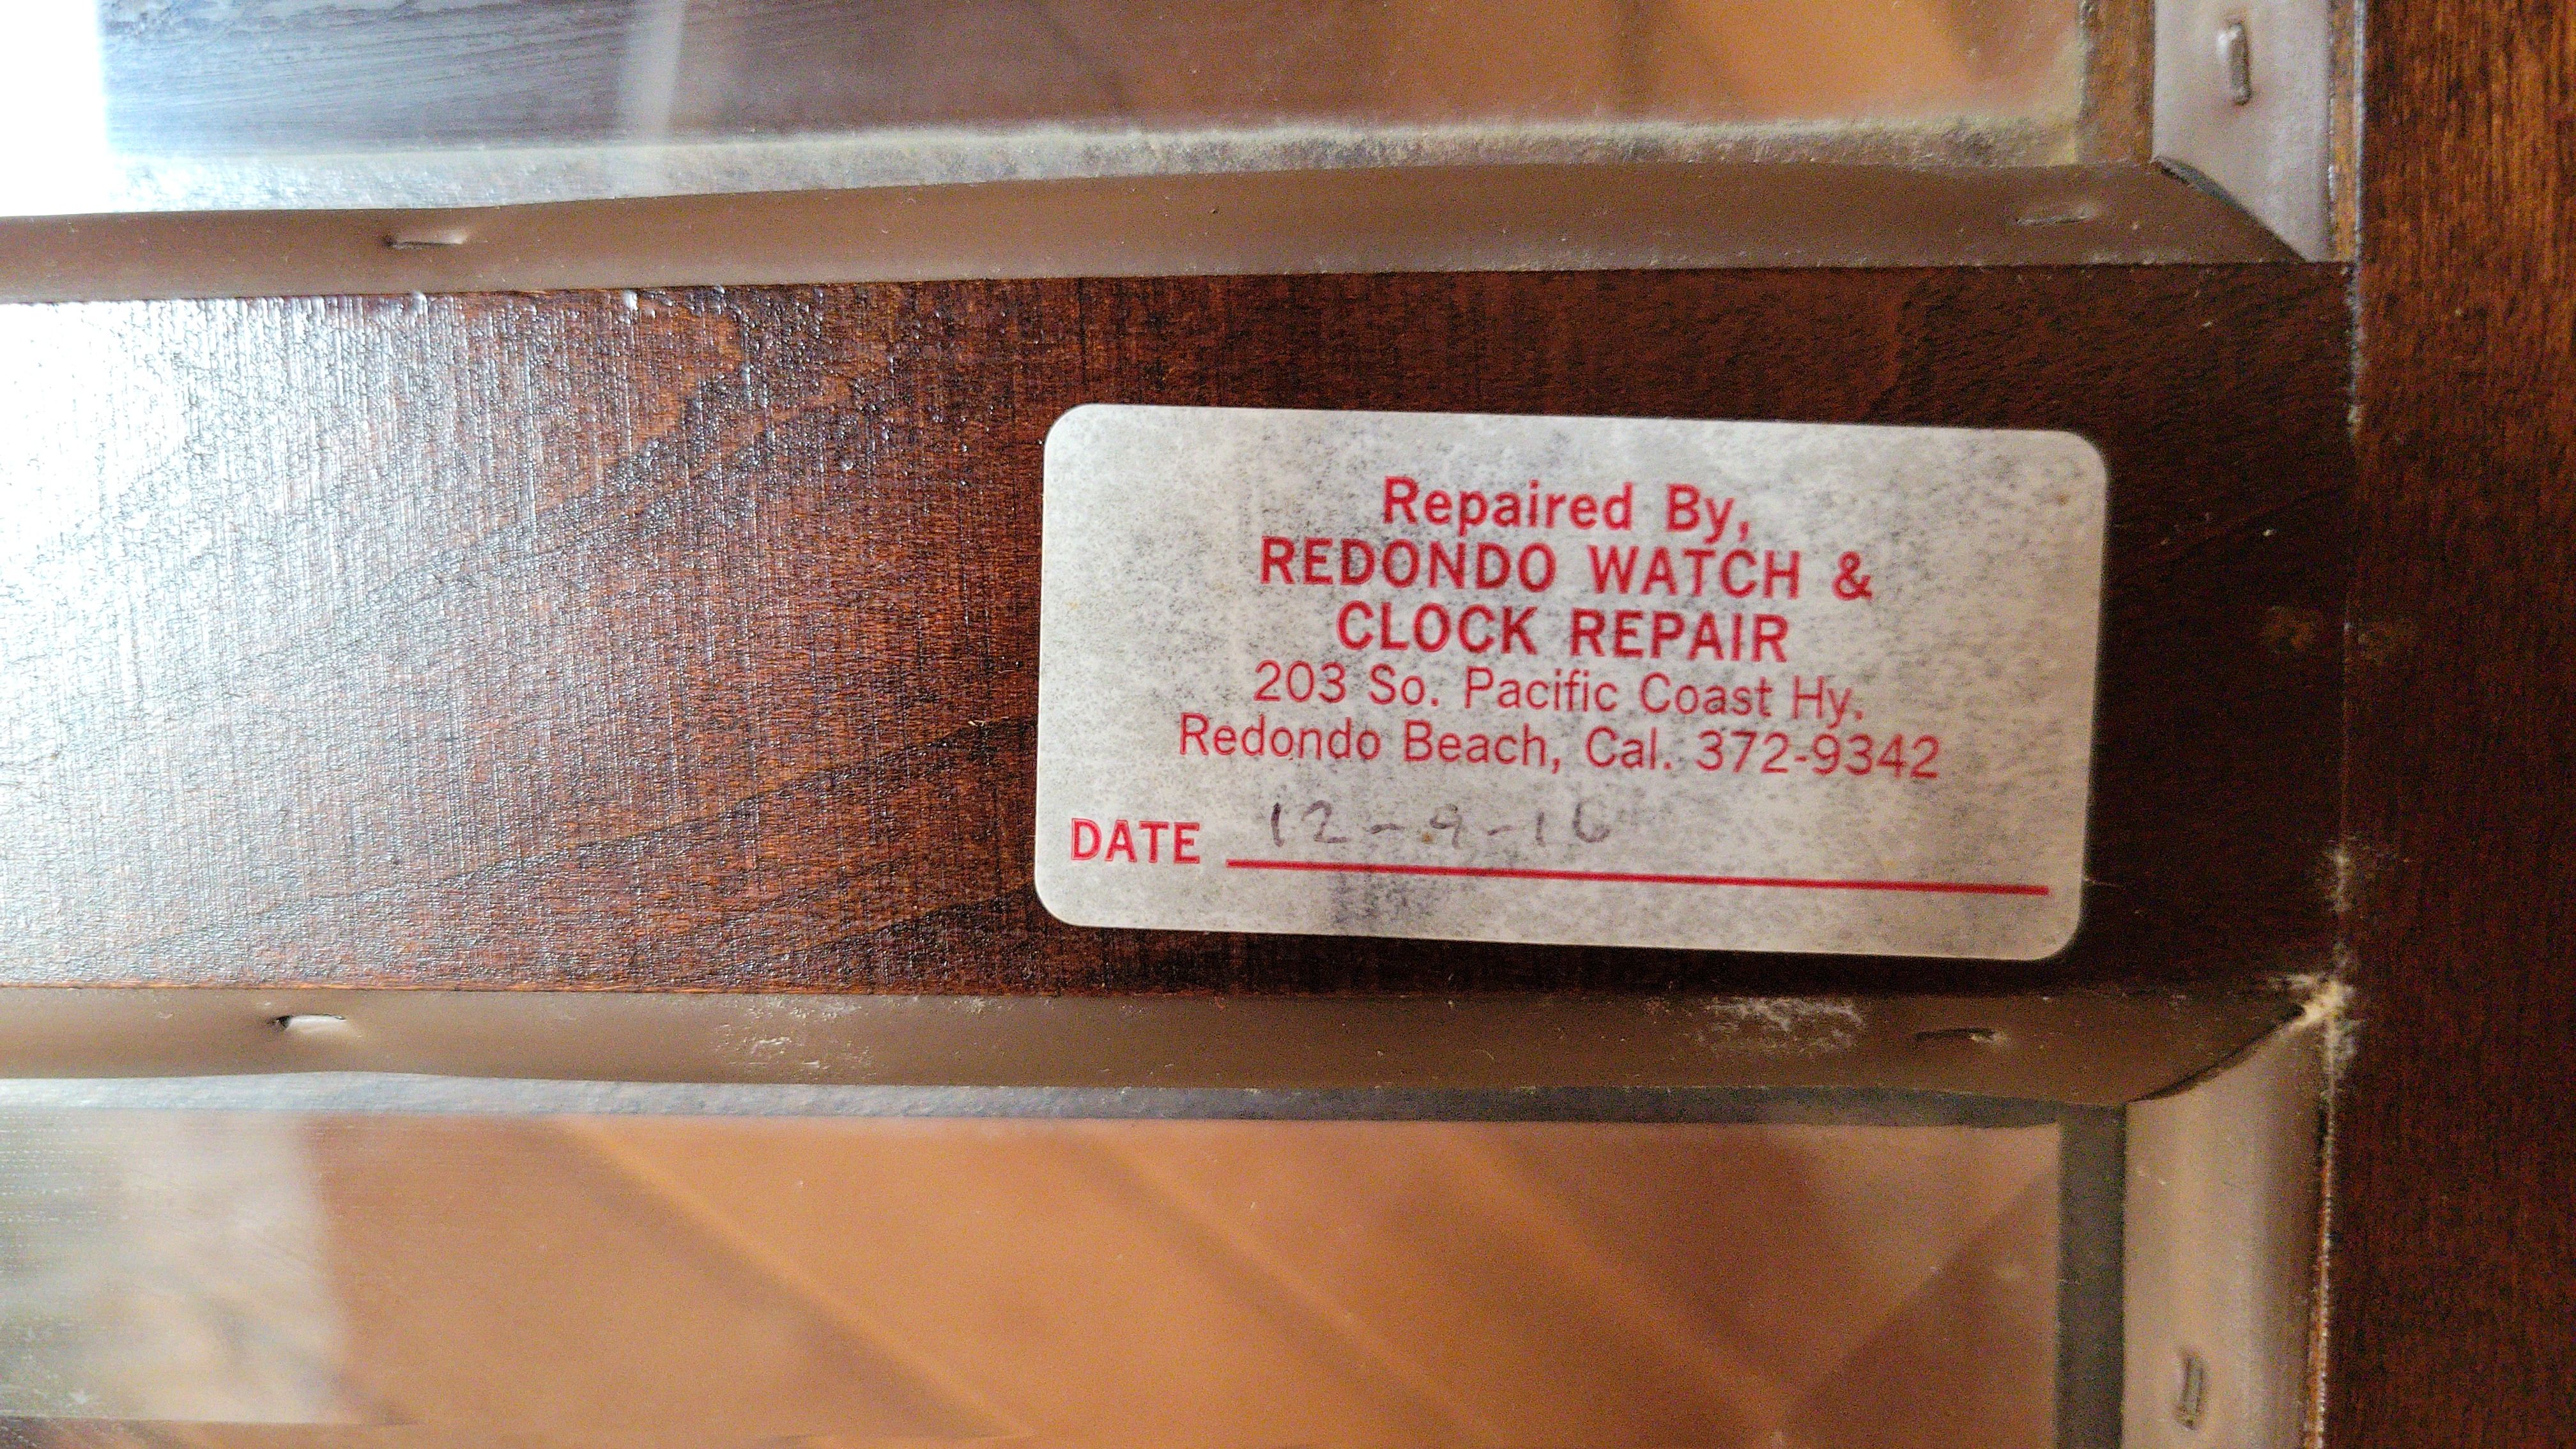 Repaired By,
REDONDO WATCH &
CLOCK REPAIR
203 So. Pacific Coast Hy.
Redondo Beach, Cal. 372-9342
DATE 12-9-16